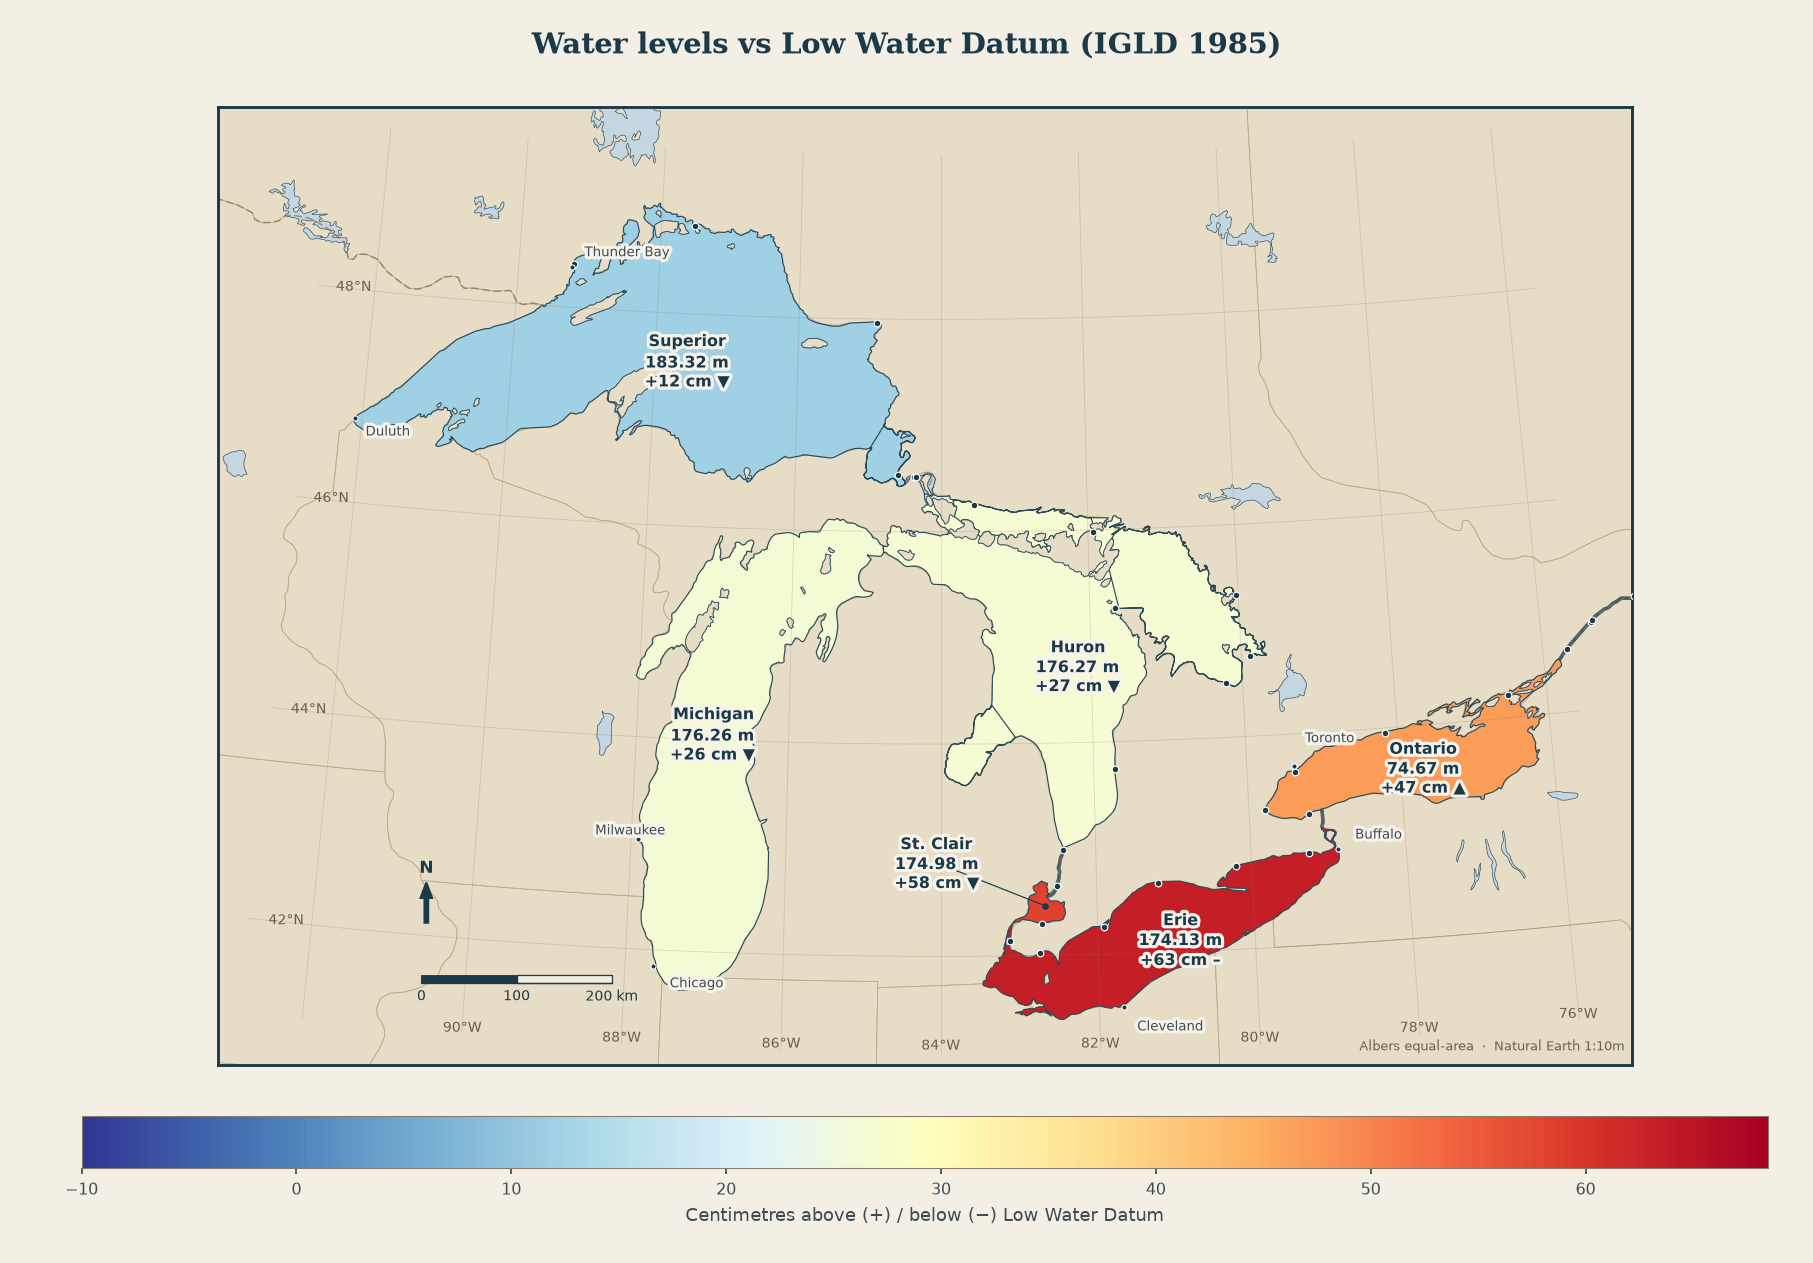 Water levels vs Low Water Datum (IGLD 1985)
Thunder Bay
48°N
Superior
183.32 m
+12 cm ▼
Duluth
46°N
Huron
176.27 m
+27 cm ▼
44°N
Michigan
176.26 m
+26 cm ▼
Toronto
Ontario
74.67 m
+47 cm ▲
Milwaukee
Buffalo
St. Clair
174.98 m
+58 cm ▼
N
42°N
Erie
174.13 m
+63 cm –
Chicago
0 100 200 km
Cleveland
90°W 88°W 86°W 84°W 82°W 80°W 78°W 76°W
Albers equal-area · Natural Earth 1:10m
−10 0 10 20 30 40 50 60
Centimetres above (+) / below (−) Low Water Datum